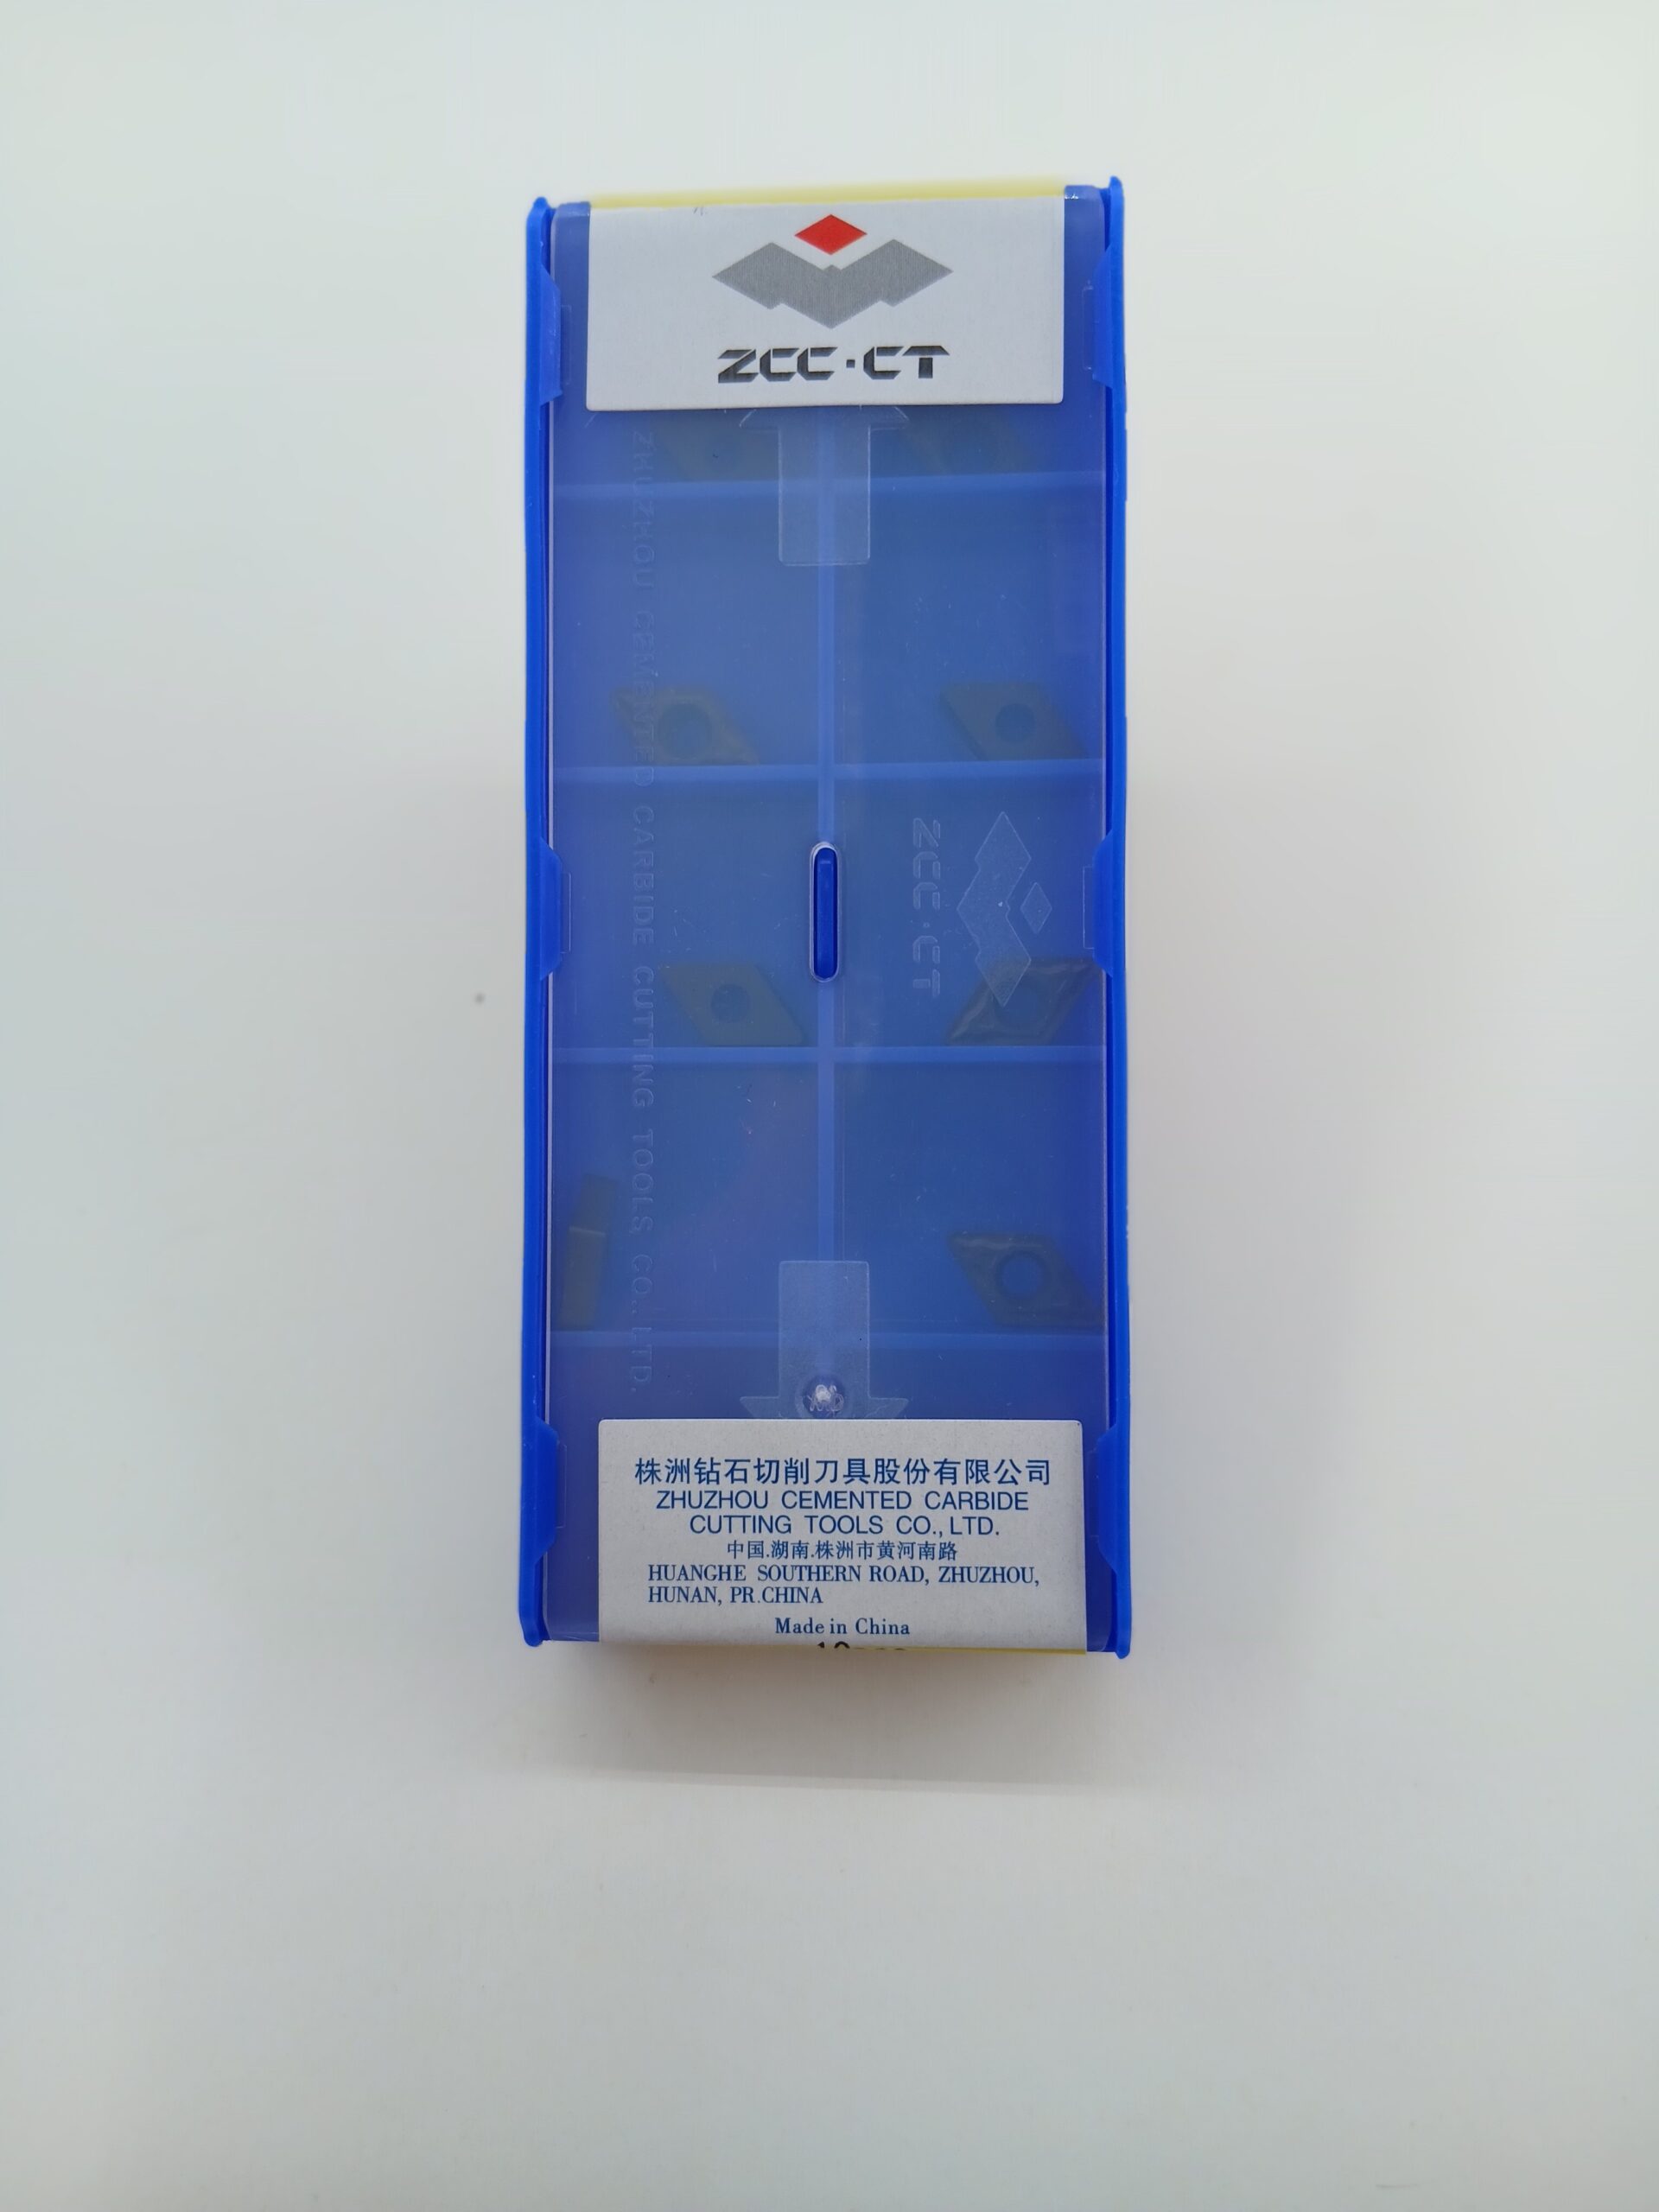 ZCC·CT
ZHUZHOU CEMENTED CARBIDE CUTTING TOOLS CO.,LTD.
ZCC·CT
株洲钻石切削刀具股份有限公司
ZHUZHOU CEMENTED CARBIDE
CUTTING TOOLS CO.,LTD.
中国.湖南.株洲市黄河南路
HUANGHE SOUTHERN ROAD, ZHUZHOU,
HUNAN, PR.CHINA
Made in China